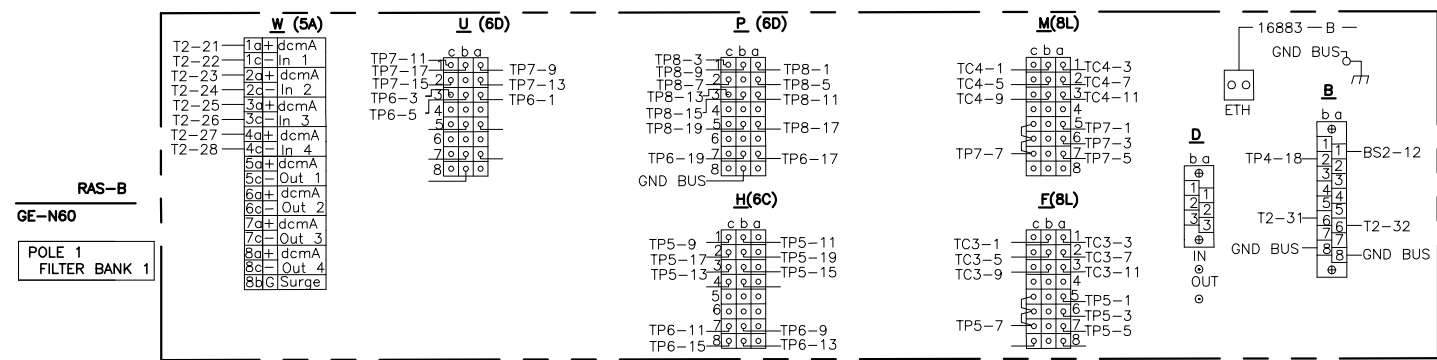 RAS-B
GE-N60
POLE 1
FILTER BANK 1
W (5A)
T2-21 1a + dcmA
T2-22 1c - In 1
T2-23 2a + dcmA
T2-24 2c - In 2
T2-25 3a + dcmA
T2-26 3c - In 3
T2-27 4a + dcmA
T2-28 4c - In 4
5a + dcmA
5c - Out 1
6a + dcmA
6c - Out 2
7a + dcmA
7c - Out 3
8a + dcmA
8c - Out 4
8b G Surge
U (6D)
c b a
TP7-11 1
TP7-17 TP7-9
TP7-15 2 TP7-13
TP6-3 3 TP6-1
TP6-5 4
5
6
7
8
P (6D)
c b a
TP8-3 1
TP8-9 TP8-1
TP8-7 2 TP8-5
TP8-13 3 TP8-11
TP8-15 4
TP8-19 5 TP8-17
6
TP6-19 7 TP6-17
8
GND BUS
H(6C)
c b a
TP5-9 1 TP5-11
TP5-17 2 TP5-19
TP5-13 3 TP5-15
4
5
6
TP6-11 7 TP6-9
TP6-15 8 TP6-13
M(8L)
c b a
TC4-1 1 TC4-3
TC4-5 2 TC4-7
TC4-9 3 TC4-11
4
5 TP7-1
6 TP7-3
TP7-7 7 TP7-5
8
F(8L)
c b a
TC3-1 1 TC3-3
TC3-5 2 TC3-7
TC3-9 3 TC3-11
4
5 TP5-1
6 TP5-3
TP5-7 7 TP5-5
8
16883-B
GND BUS
ETH
D
b a
1 1
2 2
3 3
IN
OUT
B
b a
1 1 BS2-12
TP4-18 2 2
3 3
4 4
5 5
T2-31 6 6 T2-32
7 7
GND BUS 8 8 GND BUS